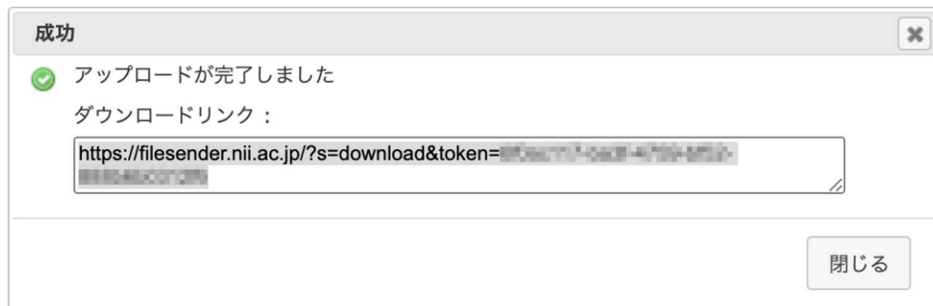 成功
アップロードが完了しました
ダウンロードリンク :
https://filesender.nii.ac.jp/?s=download&token=
閉じる